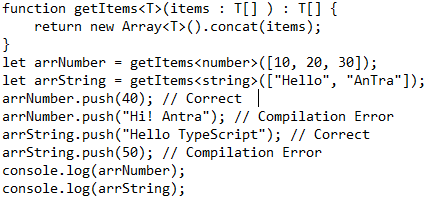 function getItems<T>(items : T[] ) : T[] {
    return new Array<T>().concat(items);
}
let arrNumber = getItems<number>([10, 20, 30]);
let arrString = getItems<string>(["Hello", "AnTra"]);
arrNumber.push(40); // Correct
arrNumber.push("Hi! Antra"); // Compilation Error
arrString.push("Hello TypeScript"); // Correct
arrString.push(50); // Compilation Error
console.log(arrNumber);
console.log(arrString);